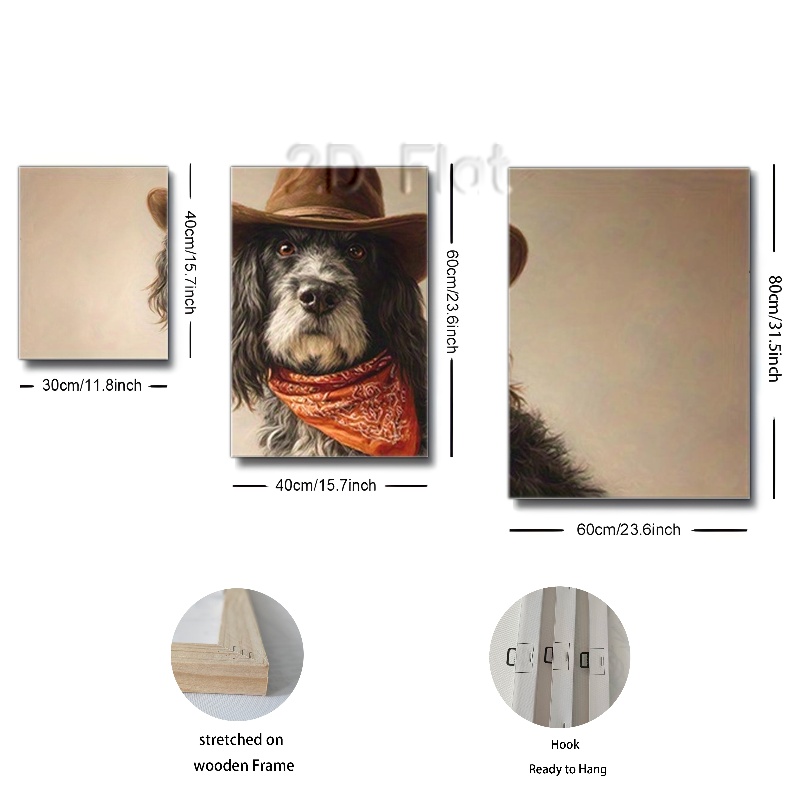 2D Flat
40cm/15.7inch
30cm/11.8inch
60cm/23.6inch
40cm/15.7inch
80cm/31.5inch
60cm/23.6inch
stretched on
wooden Frame
Hook
Ready to Hang